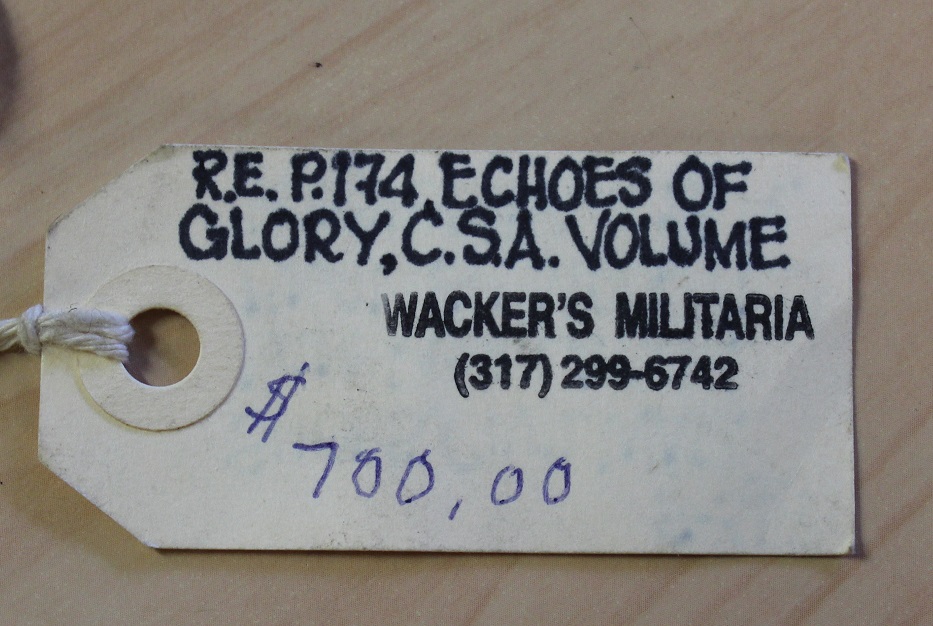 R.E. P.174, ECHOES OF
GLORY, C.S.A. VOLUME
WACKER'S MILITARIA
(317) 299-6742
$
700,00